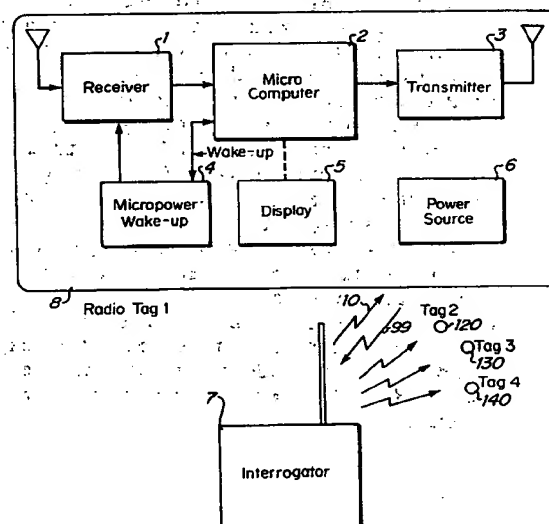 1
2
3
Receiver
Micro
Computer
Transmitter
Wake-up
4
5
6
Micropower
Wake-up
Display
Power
Source
8
Radio Tag 1
10
99
Tag 2
120
Tag 3
130
Tag 4
140
7
Interrogator